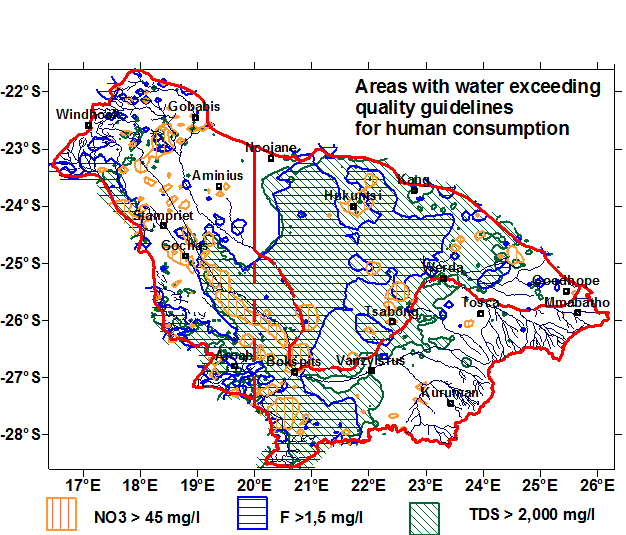 Areas with water exceeding
quality guidelines
for human consumption
-22°S
-23°S
-24°S
-25°S
-26°S
-27°S
-28°S
Windhoek
Gobabis
Ncojane
Aminius
Kang
Hukuntsi
Stampriet
Gochas
Werda
Goodhope
Tsabong
Tosca
Mmabatho
Aroab
Bokspits
Vanzylsrus
Kuruman
17°E 18°E 19°E 20°E 21°E 22°E 23°E 24°E 25°E 26°E
NO3 > 45 mg/l F >1,5 mg/l TDS > 2,000 mg/l